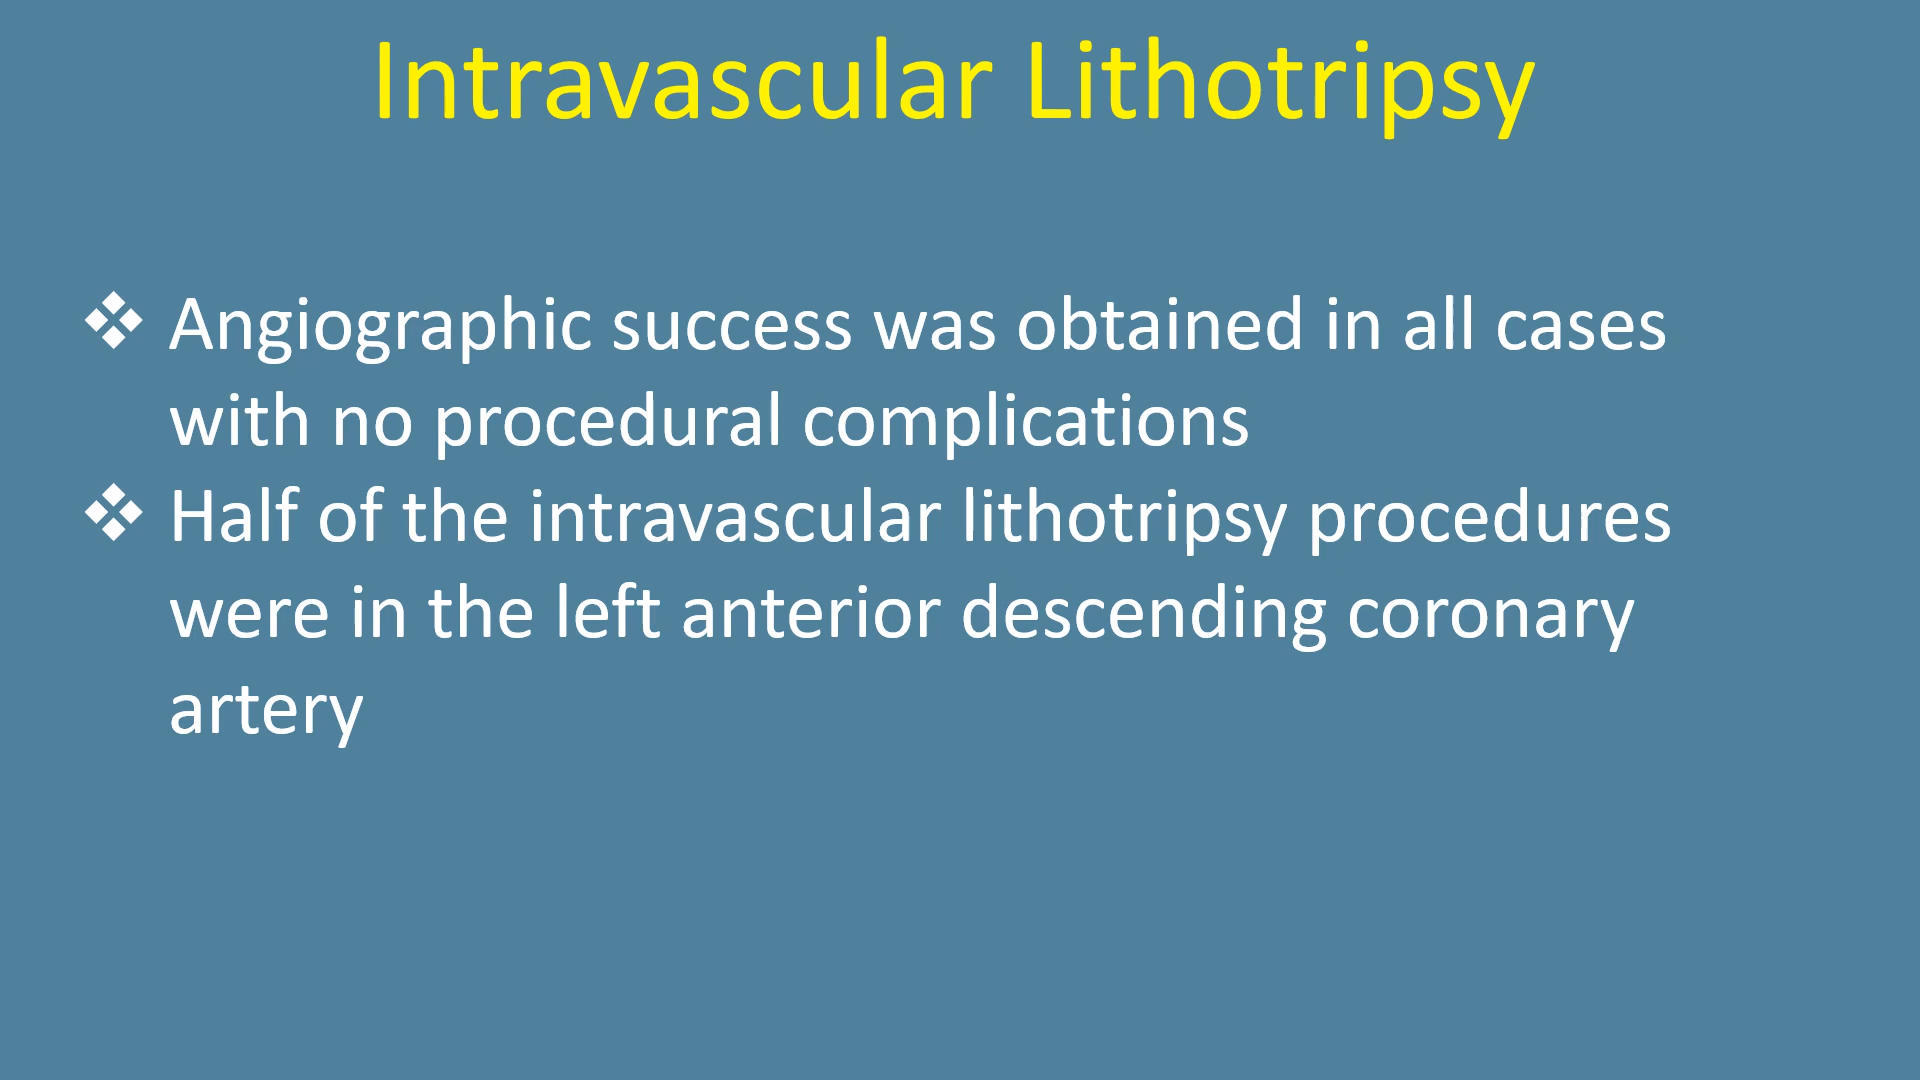 Intravascular Lithotripsy
❖ Angiographic success was obtained in all cases
with no procedural complications
❖ Half of the intravascular lithotripsy procedures
were in the left anterior descending coronary
artery